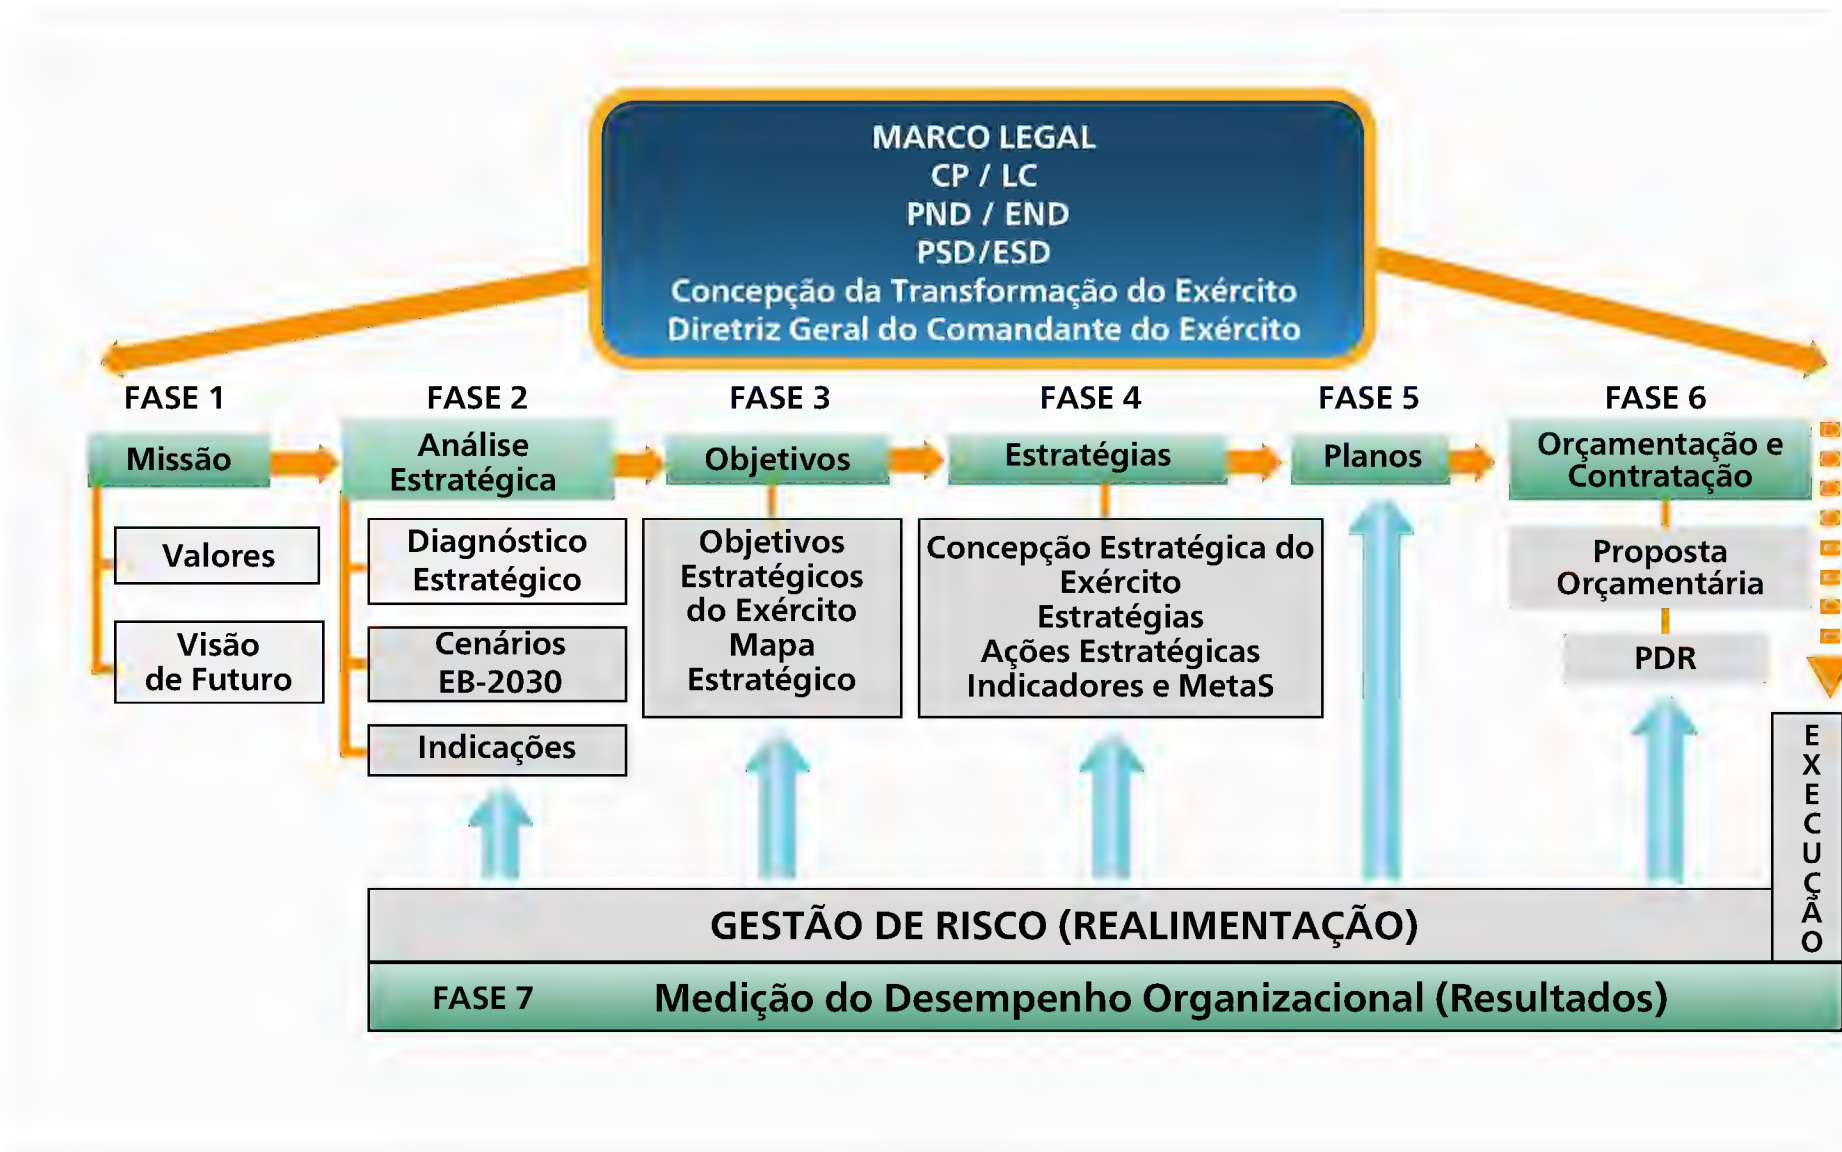 MARCO LEGAL
CP / LC
PND / END
PSD/ESD
Concepção da Transformação do Exército
Diretriz Geral do Comandante do Exército
FASE 1
FASE 2
FASE 3
FASE 4
FASE 5
FASE 6
Missão
Análise
Estratégica
Objetivos
Estratégias
Planos
Orçamentação e
Contratação
Valores
Visão
de Futuro
Diagnóstico
Estratégico
Cenários
EB-2030
Indicações
Objetivos
Estratégicos
do Exército
Mapa
Estratégico
Concepção Estratégica do
Exército
Estratégias
Ações Estratégicas
Indicadores e MetaS
Proposta
Orçamentária
PDR
E
X
E
C
U
Ç
Ã
O
GESTÃO DE RISCO (REALIMENTAÇÃO)
FASE 7
Medição do Desempenho Organizacional (Resultados)